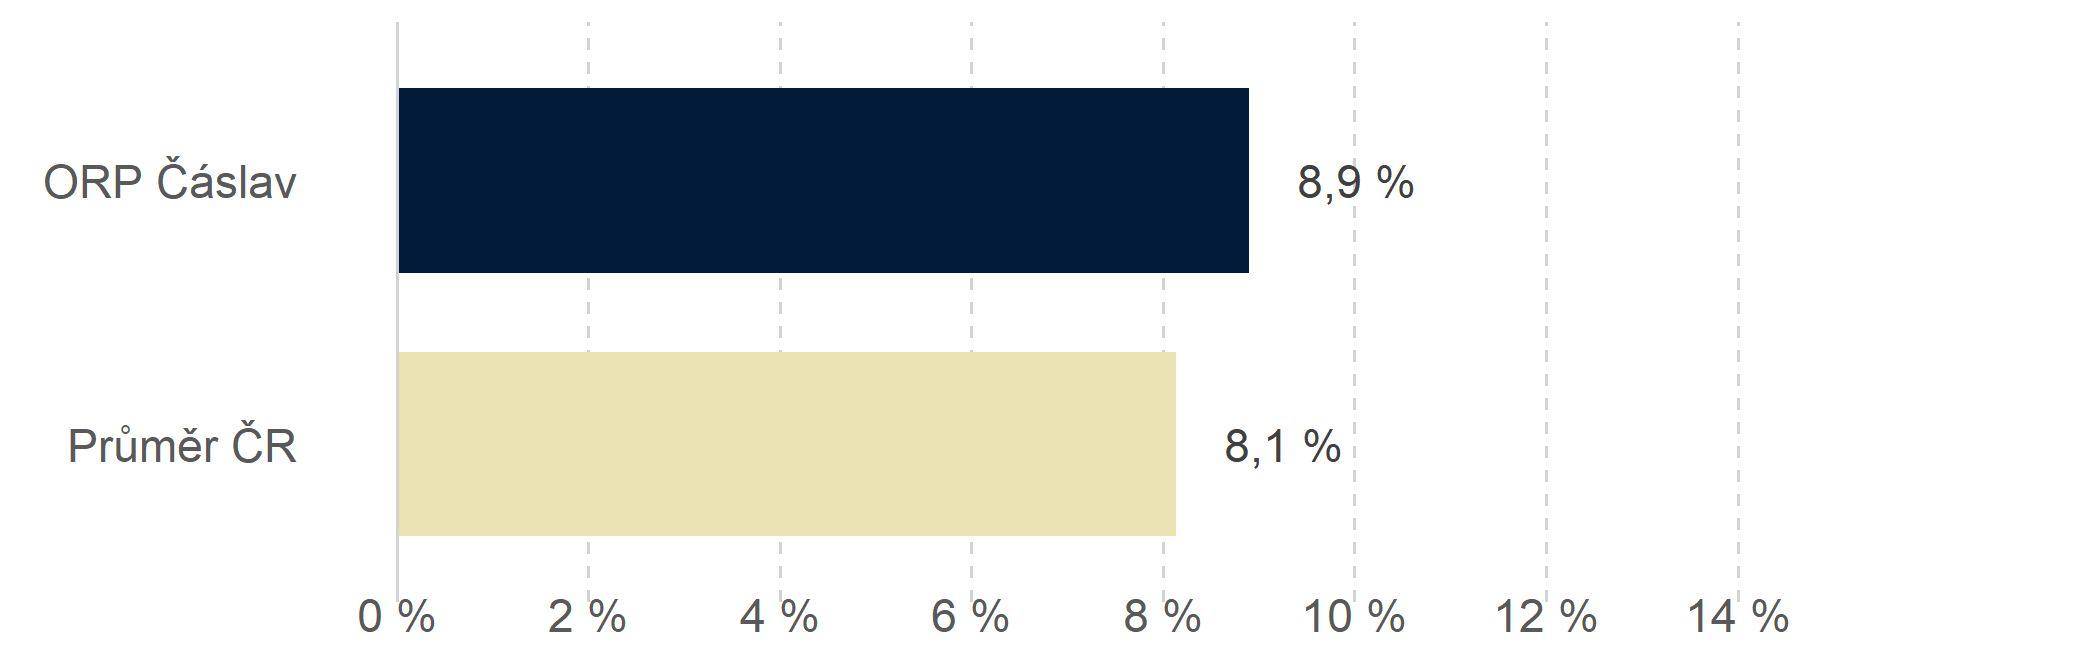 ORP Čáslav
8,9 %
Průměr ČR
8,1 %
0 % 2 % 4 % 6 % 8 % 10 % 12 % 14 %